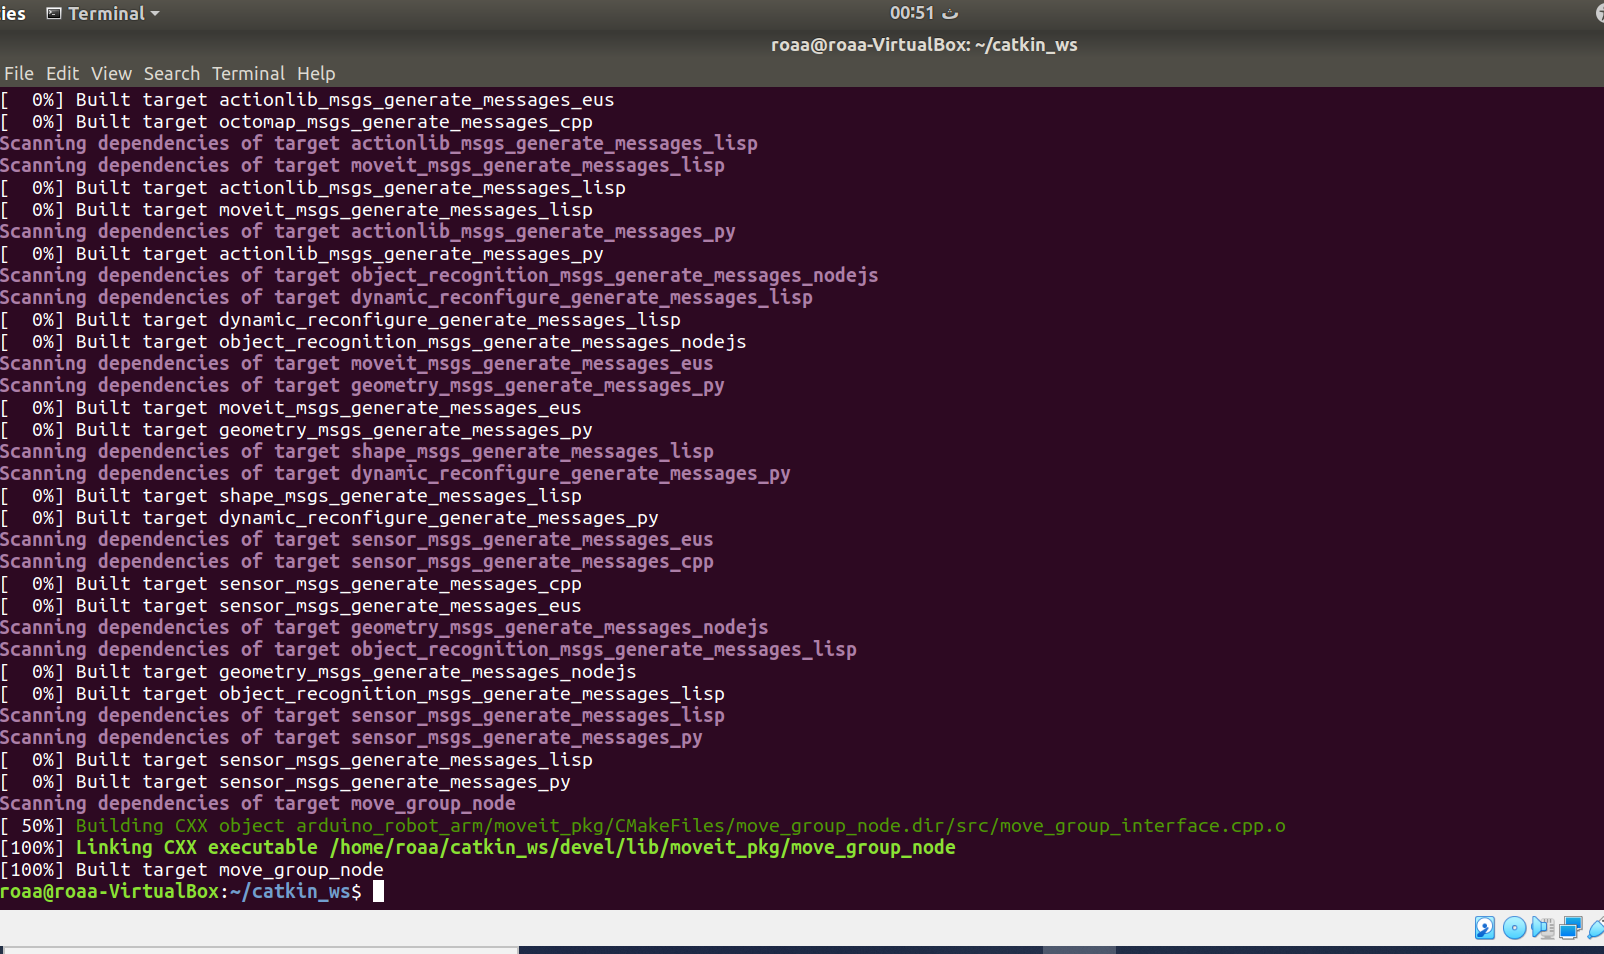 ies Terminal 00:51 ث
roaa@roaa-VirtualBox: ~/catkin_ws
File Edit View Search Terminal Help
[  0%] Built target actionlib_msgs_generate_messages_eus
[  0%] Built target octomap_msgs_generate_messages_cpp
Scanning dependencies of target actionlib_msgs_generate_messages_lisp
Scanning dependencies of target moveit_msgs_generate_messages_lisp
[  0%] Built target actionlib_msgs_generate_messages_lisp
[  0%] Built target moveit_msgs_generate_messages_lisp
Scanning dependencies of target actionlib_msgs_generate_messages_py
[  0%] Built target actionlib_msgs_generate_messages_py
Scanning dependencies of target object_recognition_msgs_generate_messages_nodejs
Scanning dependencies of target dynamic_reconfigure_generate_messages_lisp
[  0%] Built target dynamic_reconfigure_generate_messages_lisp
[  0%] Built target object_recognition_msgs_generate_messages_nodejs
Scanning dependencies of target moveit_msgs_generate_messages_eus
Scanning dependencies of target geometry_msgs_generate_messages_py
[  0%] Built target moveit_msgs_generate_messages_eus
[  0%] Built target geometry_msgs_generate_messages_py
Scanning dependencies of target shape_msgs_generate_messages_lisp
Scanning dependencies of target dynamic_reconfigure_generate_messages_py
[  0%] Built target shape_msgs_generate_messages_lisp
[  0%] Built target dynamic_reconfigure_generate_messages_py
Scanning dependencies of target sensor_msgs_generate_messages_eus
Scanning dependencies of target sensor_msgs_generate_messages_cpp
[  0%] Built target sensor_msgs_generate_messages_cpp
[  0%] Built target sensor_msgs_generate_messages_eus
Scanning dependencies of target geometry_msgs_generate_messages_nodejs
Scanning dependencies of target object_recognition_msgs_generate_messages_lisp
[  0%] Built target geometry_msgs_generate_messages_nodejs
[  0%] Built target object_recognition_msgs_generate_messages_lisp
Scanning dependencies of target sensor_msgs_generate_messages_lisp
Scanning dependencies of target sensor_msgs_generate_messages_py
[  0%] Built target sensor_msgs_generate_messages_lisp
[  0%] Built target sensor_msgs_generate_messages_py
Scanning dependencies of target move_group_node
[ 50%] Building CXX object arduino_robot_arm/moveit_pkg/CMakeFiles/move_group_node.dir/src/move_group_interface.cpp.o
[100%] Linking CXX executable /home/roaa/catkin_ws/devel/lib/moveit_pkg/move_group_node
[100%] Built target move_group_node
roaa@roaa-VirtualBox:~/catkin_ws$